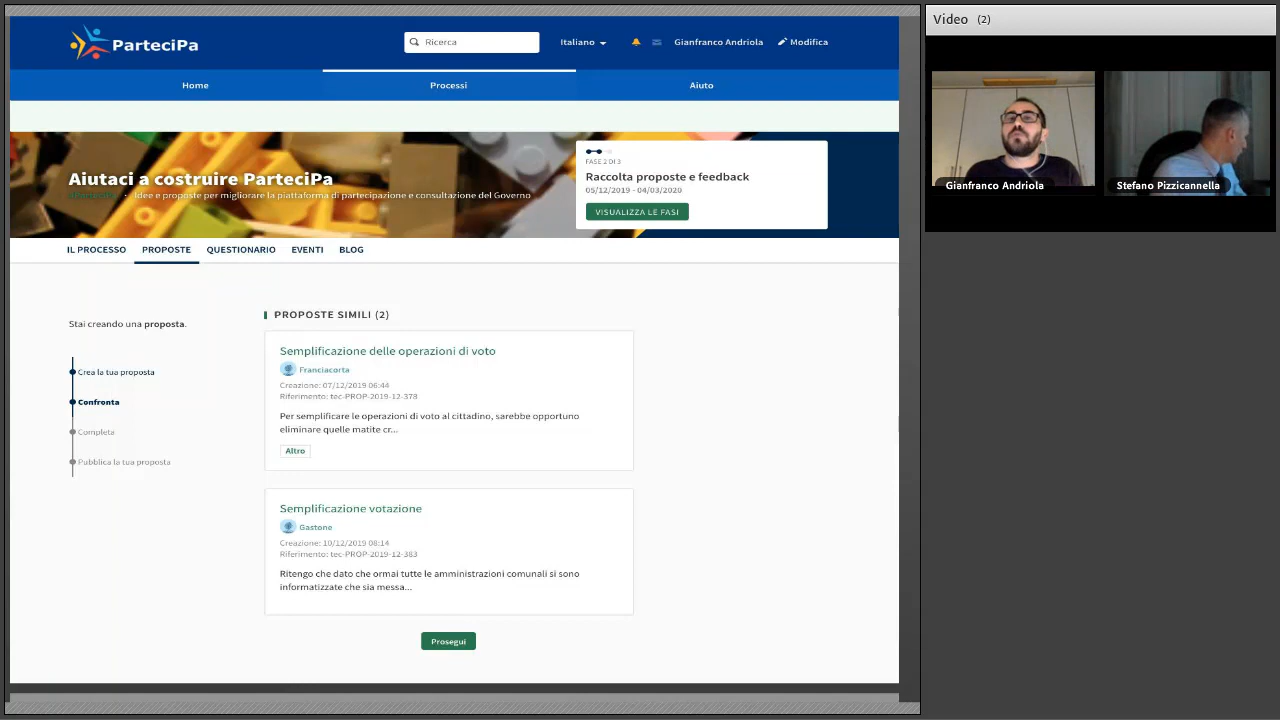 ParteciPa
Ricerca
Italiano
Gianfranco Andriola
Modifica
Home
Processi
Aiuto
Aiutaci a costruire ParteciPa
• Idee e proposte per migliorare la piattaforma di partecipazione e consultazione del Governo
FASE 2 DI 3
Raccolta proposte e feedback
05/12/2019 - 04/03/2020
VISUALIZZA LE FASI
IL PROCESSO
PROPOSTE
QUESTIONARIO
EVENTI
BLOG
Stai creando una proposta.
Crea la tua proposta
Confronta
Completa
Pubblica la tua proposta
PROPOSTE SIMILI (2)
Semplificazione delle operazioni di voto
Franciacorta
Creazione: 07/12/2019 06:44
Riferimento: tec-PROP-2019-12-378
Per semplificare le operazioni di voto al cittadino, sarebbe opportuno
eliminare quelle matite cr...
Altro
Semplificazione votazione
Gastone
Creazione: 10/12/2019 08:14
Riferimento: tec-PROP-2019-12-383
Ritengo che dato che ormai tutte le amministrazioni comunali si sono
informatizzate che sia messa...
Prosegui
Video (2)
Gianfranco Andriola
Stefano Pizzicannella